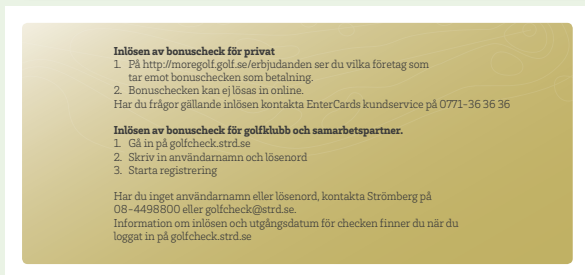 Inlösen av bonuscheck för privat
1. På http://moregolf.golf.se/erbjudanden ser du vilka företag som
tar emot bonuschecken som betalning.
2. Bonuschecken kan ej lösas in online.
Har du frågor gällande inlösen kontakta EnterCards kundservice på 0771-36 36 36
Inlösen av bonuscheck för golfklubb och samarbetspartner.
1. Gå in på golfcheck.strd.se
2. Skriv in användarnamn och lösenord
3. Starta registrering
Har du inget användarnamn eller lösenord, kontakta Strömberg på
08-4498800 eller golfcheck@strd.se.
Information om inlösen och utgångsdatum för checken finner du när du
loggat in på golfcheck.strd.se